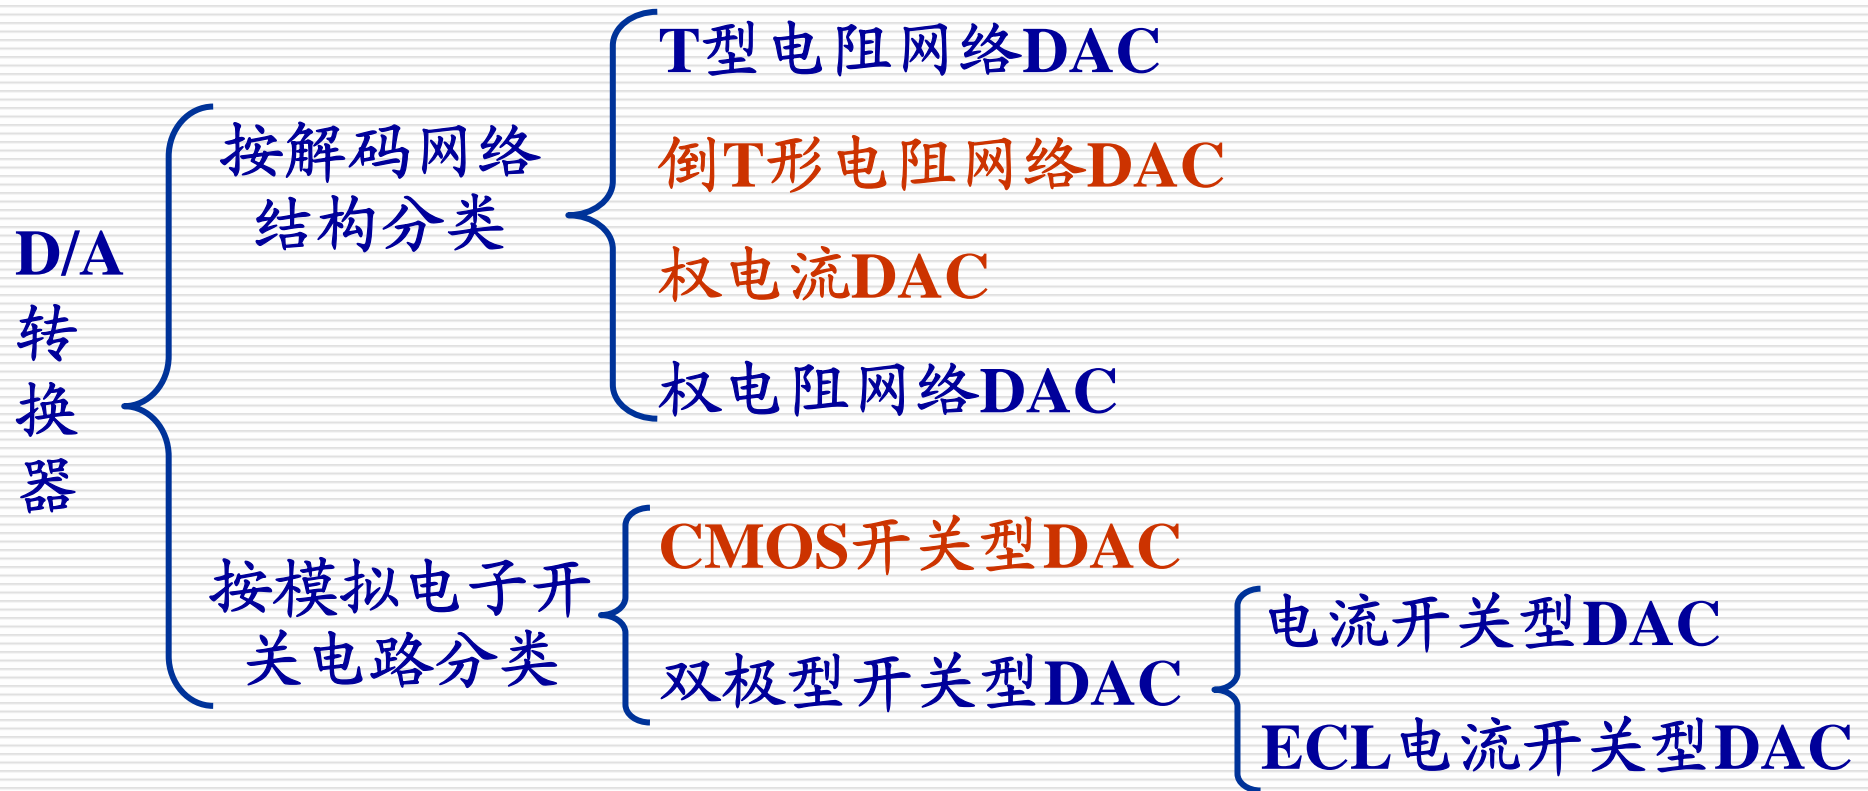 D/A
转
换
器
按解码网络
结构分类
T型电阻网络DAC
倒T形电阻网络DAC
权电流DAC
权电阻网络DAC
按模拟电子开
关电路分类
CMOS开关型DAC
双极型开关型DAC
电流开关型DAC
ECL电流开关型DAC